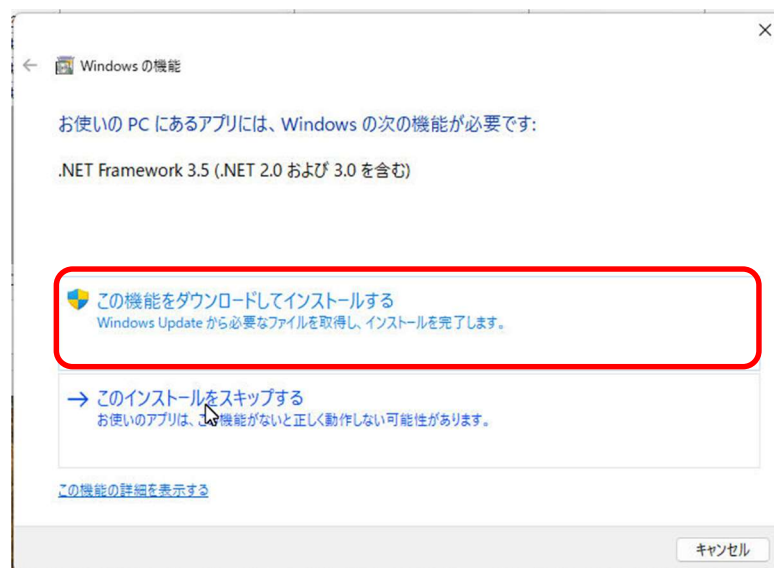 Windows の機能
お使いの PC にあるアプリには、Windows の次の機能が必要です:
.NET Framework 3.5 (.NET 2.0 および 3.0 を含む)
この機能をダウンロードしてインストールする
Windows Update から必要なファイルを取得し、インストールを完了します。
このインストールをスキップする
お使いのアプリは、この機能がないと正しく動作しない可能性があります。
この機能の詳細を表示する
キャンセル